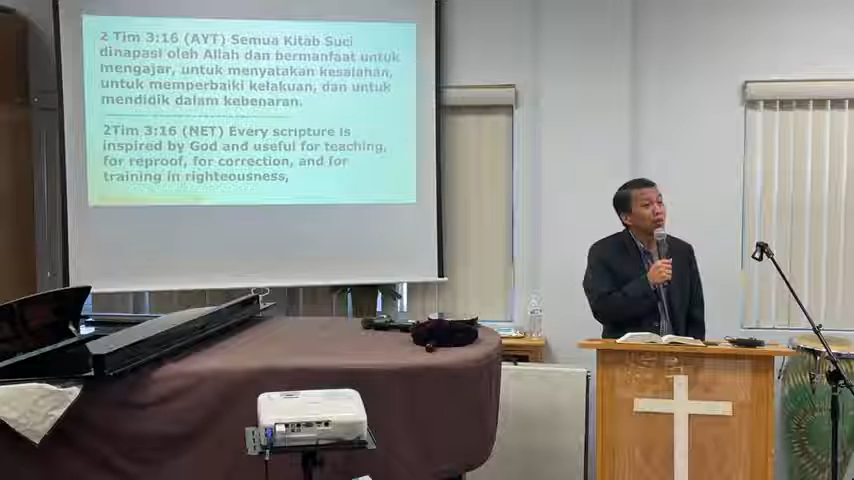 2 Tim 3:16 (AYT) Semua Kitab Suci
dinapasi oleh Allah dan bermanfaat untuk
mengajar, untuk menyatakan kesalahan,
untuk memperbaiki kelakuan, dan untuk
mendidik dalam kebenaran.
2Tim 3:16 (NET) Every scripture is
inspired by God and useful for teaching,
for reproof, for correction, and for
training in righteousness,